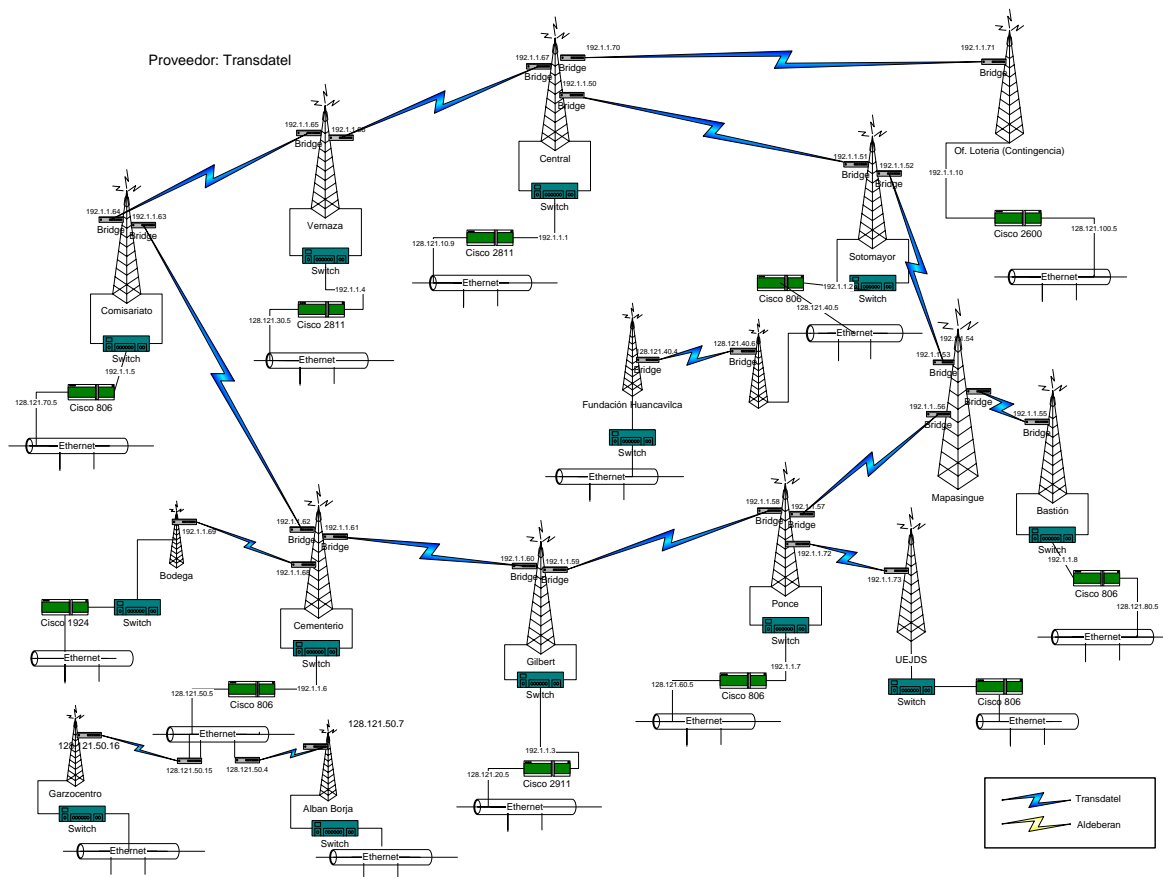 Proveedor: Transdatel
192.1.1.67
Bridge
192.1.1.70
Bridge
192.1.1.50
Central
Switch
192.1.1.1
Cisco 2811
128.121.10.9
Ethernet
192.1.1.71
Bridge
Of. Loteria (Contingencia)
192.1.1.10
Cisco 2600
128.121.100.5
Ethernet
192.1.1.65
Bridge
Vernaza
Switch
192.1.1.4
Cisco 2811
128.121.30.5
Ethernet
192.1.1.64
Bridge
192.1.1.63
Bridge
Comisariato
Switch
192.1.1.5
Cisco 806
128.121.70.5
Ethernet
192.1.1.51
Bridge
192.1.1.52
Bridge
Sotomayor
Switch
192.1.1.2
Cisco 806
128.121.40.5
Ethernet
128.121.40.4
Bridge
128.121.40.6
Bridge
Fundación Huancavilca
Switch
Ethernet
192.1.1.53
Bridge
192.1.1.54
Bridge
192.1.1..56
Bridge
Mapasingue
192.1.1.55
Bridge
Bastión
Switch
192.1.1.8
Cisco 806
128.121.80.5
Ethernet
192.1.1.69
Bodega
Cisco 1924
Switch
Ethernet
192.1.1.62
Bridge
192.1.1.61
Bridge
192.1.1.68
Cementerio
Switch
192.1.1.6
Cisco 806
128.121.50.5
Ethernet
192.1.1.60
Bridge
192.1.1.59
Bridge
Gilbert
Switch
192.1.1.3
Cisco 2911
128.121.20.5
Ethernet
192.1.1.58
Bridge
192.1.1.57
Bridge
192.1.1.72
Ponce
Switch
192.1.1.7
Cisco 806
128.121.60.5
Ethernet
192.1.1.73
UEJDS
Switch
Cisco 806
Ethernet
Garzocentro
Switch
Ethernet
128.121.50.15
128.121.50.4
128.121.50.7
Alban Borja
Switch
Ethernet
Transdatel
Aldeberan